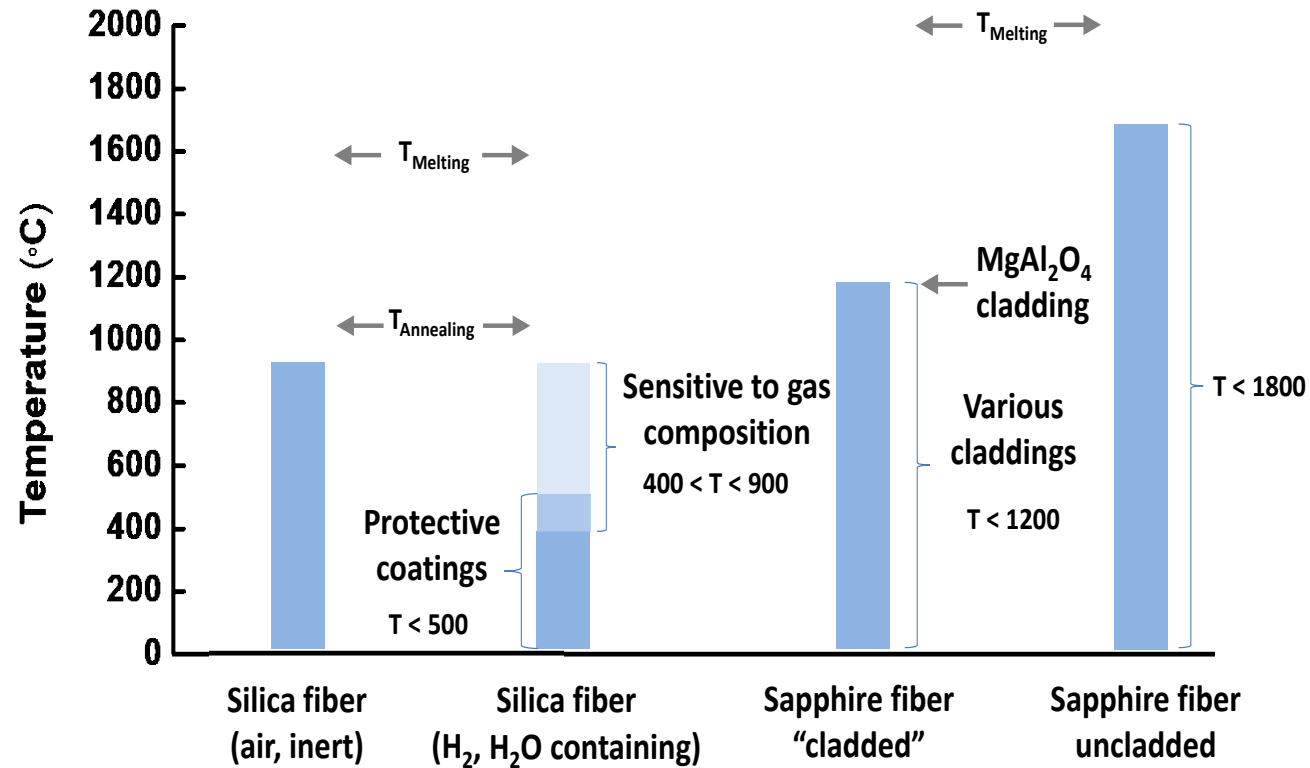 Temperature (°C)
2000
1800
1600
1400
1200
1000
800
600
400
200
0
T_Melting
T_Annealing
T_Melting
Protective
coatings
T < 500
Sensitive to gas
composition
400 < T < 900
MgAl₂O₄
cladding
Various
claddings
T < 1200
T < 1800
Silica fiber
(air, inert)
Silica fiber
(H₂, H₂O containing)
Sapphire fiber
“cladded”
Sapphire fiber
uncladded